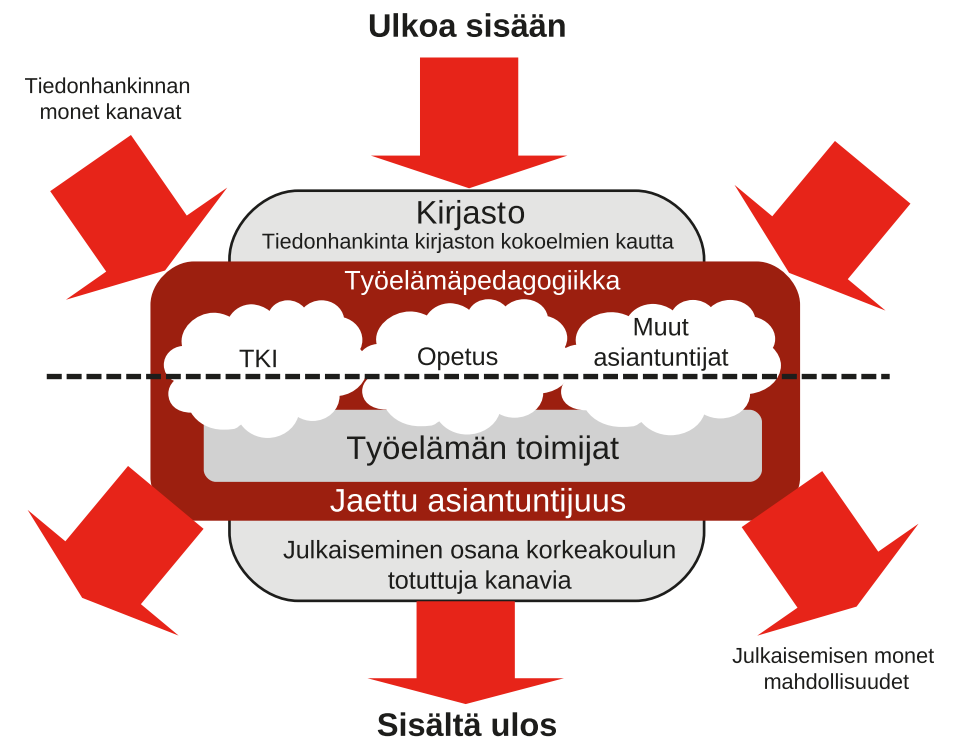 Ulkoa sisään
Tiedonhankinnan
monet kanavat
Kirjasto
Tiedonhankinta kirjaston kokoelmien kautta
Työelämäpedagogiikka
TKI
Opetus
Muut
asiantuntijat
Työelämän toimijat
Jaettu asiantuntijuus
Julkaiseminen osana korkeakoulun
totuttuja kanavia
Julkaisemisen monet
mahdollisuudet
Sisältä ulos